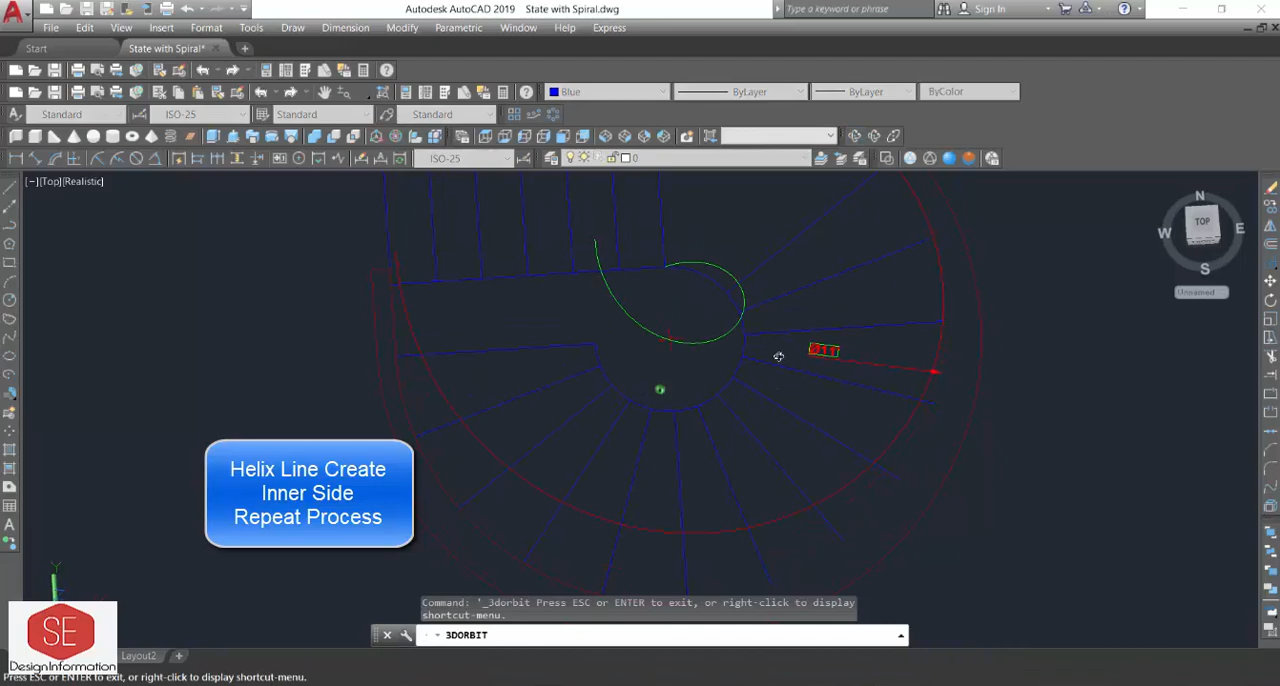 Autodesk AutoCAD 2019 State with Spiral.dwg
Type a keyword or phrase
Sign In
File Edit View Insert Format Tools Draw Dimension Modify Parametric Window Help Express
Start
State with Spiral*
Blue
ByLayer
ByLayer
ByColor
Standard
ISO-25
Standard
Standard
ISO-25
0
[−][Top][Realistic]
N
W TOP E
S
Unnamed
Helix Line Create
Inner Side
Repeat Process
Y
Command: '_3dorbit Press ESC or ENTER to exit, or right-click to display
shortcut-menu.
3DORBIT
SE
DesignInformation
Layout2
Press ESC or ENTER to exit, or right-click to display shortcut-menu.